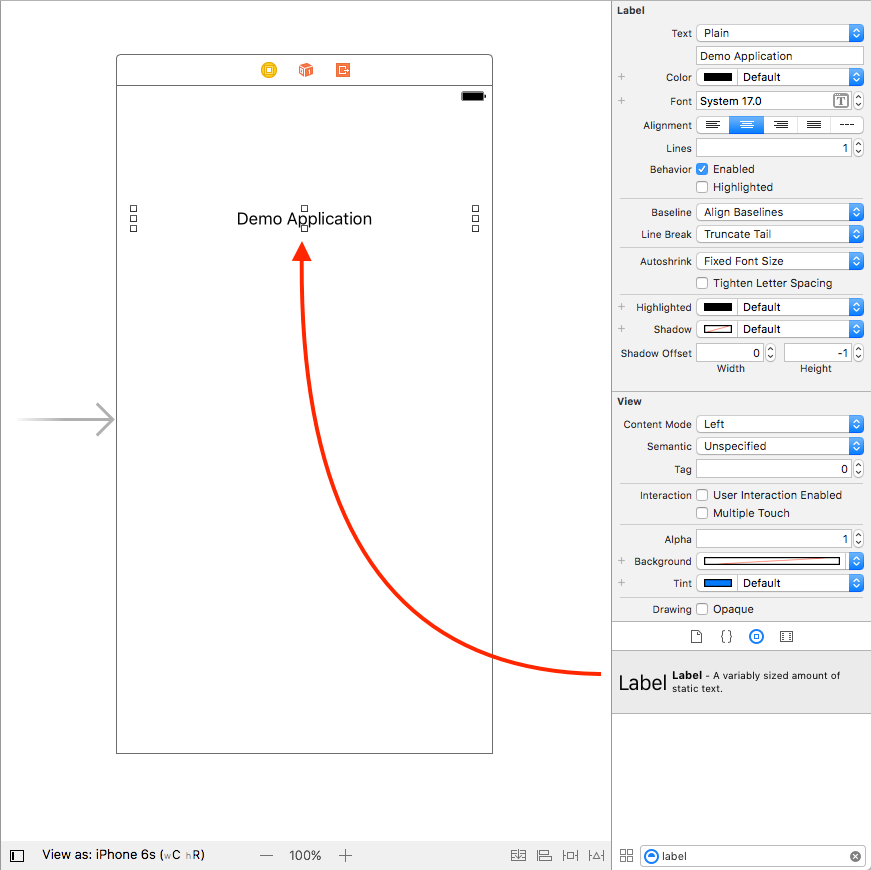 Label
Text Plain
Demo Application
Color Default
Font System 17.0 T
Alignment
Lines 1
Behavior Enabled
Highlighted
Baseline Align Baselines
Line Break Truncate Tail
Autoshrink Fixed Font Size
Tighten Letter Spacing
Highlighted Default
Shadow Default
Shadow Offset 0 -1
Width Height
View
Content Mode Left
Semantic Unspecified
Tag 0
Interaction User Interaction Enabled
Multiple Touch
Alpha 1
Background
Tint Default
Drawing Opaque
{ }
Label Label - A variably sized amount of
static text.
label
Demo Application
View as: iPhone 6s (wC hR)
100%